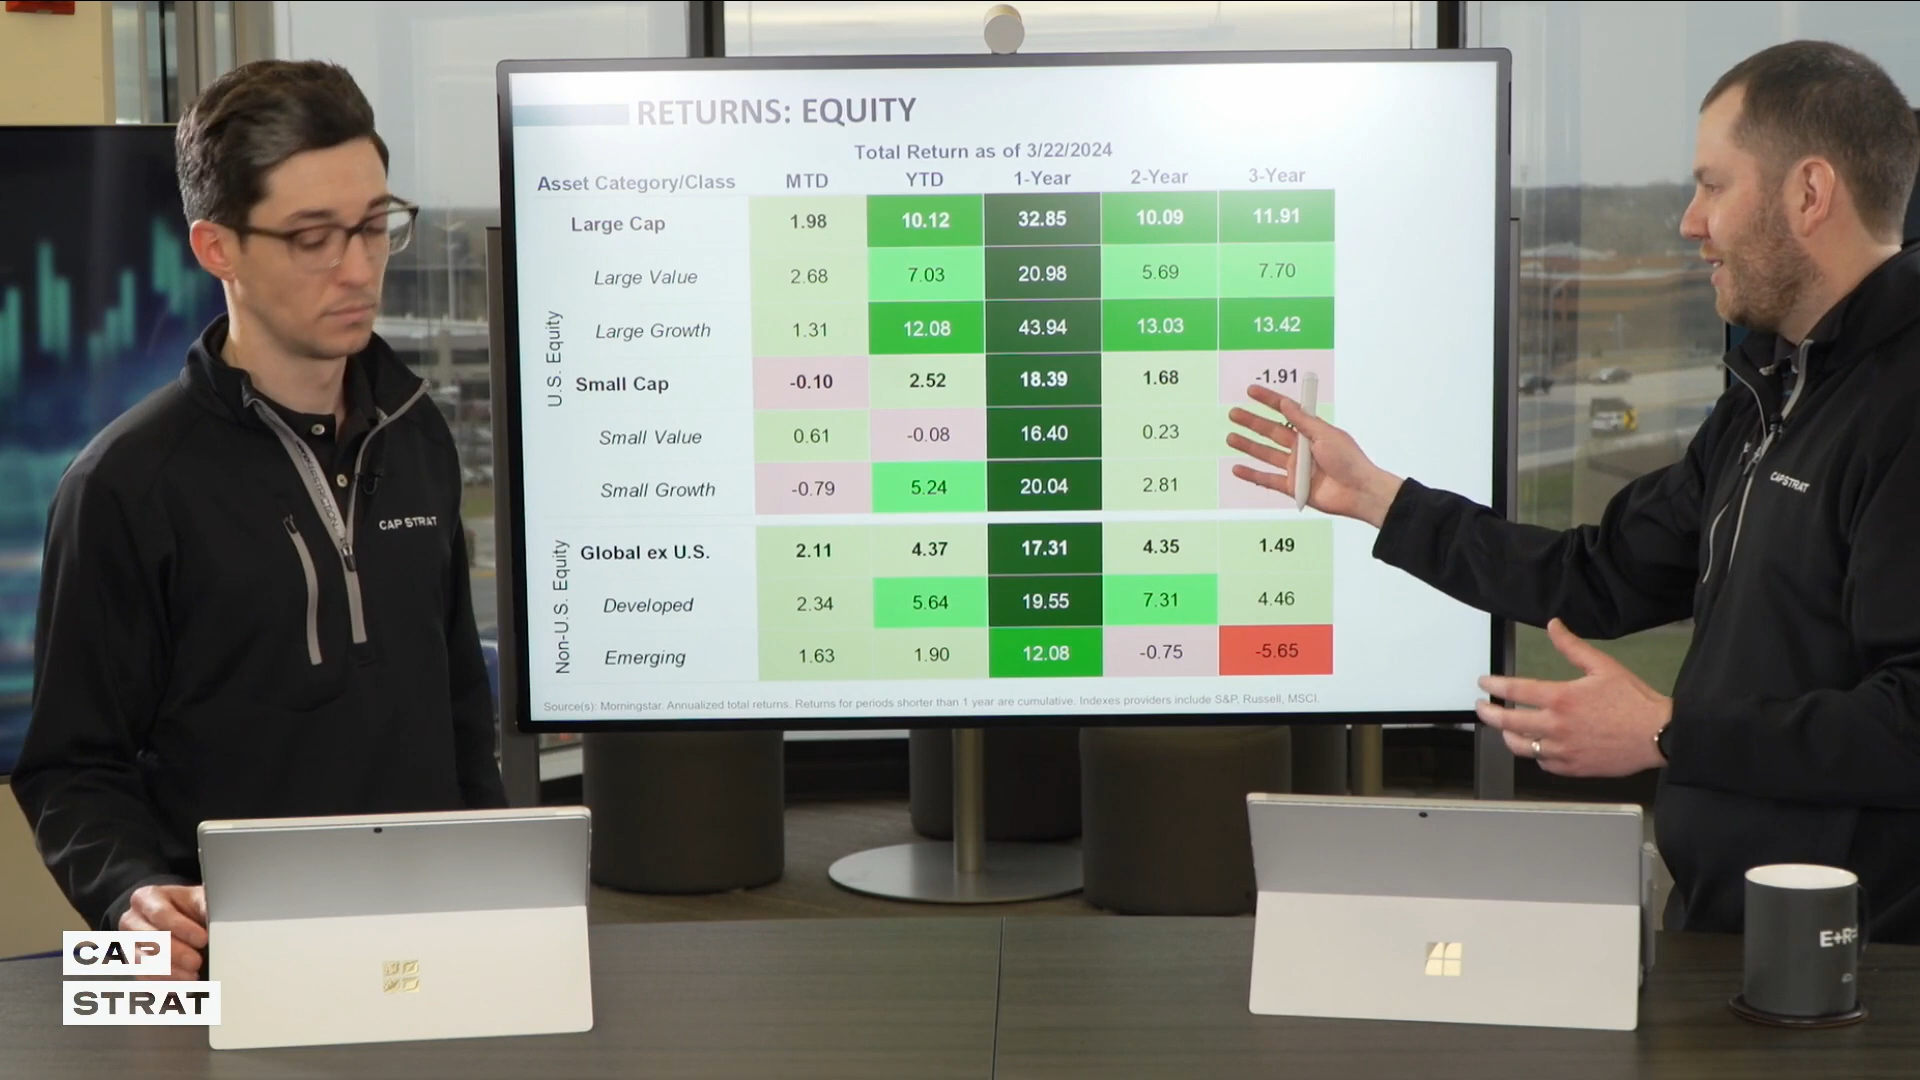 RETURNS: EQUITY
Total Return as of 3/22/2024
Asset Category/Class MTD YTD 1-Year 2-Year 3-Year
U.S. Equity
Large Cap 1.98 10.12 32.85 10.09 11.91
Large Value 2.68 7.03 20.98 5.69 7.70
Large Growth 1.31 12.08 43.94 13.03 13.42
Small Cap -0.10 2.52 18.39 1.68 -1.91
Small Value 0.61 -0.08 16.40 0.23
Small Growth -0.79 5.24 20.04 2.81
Non-U.S. Equity
Global ex U.S. 2.11 4.37 17.31 4.35 1.49
Developed 2.34 5.64 19.55 7.31 4.46
Emerging 1.63 1.90 12.08 -0.75 -5.65
Source(s): Morningstar. Annualized total returns. Returns for periods shorter than 1 year are cumulative. Indexes providers include S&P, Russell, MSCI.
CAP STRAT
CAP STRAT
E+R=
CAP
STRAT